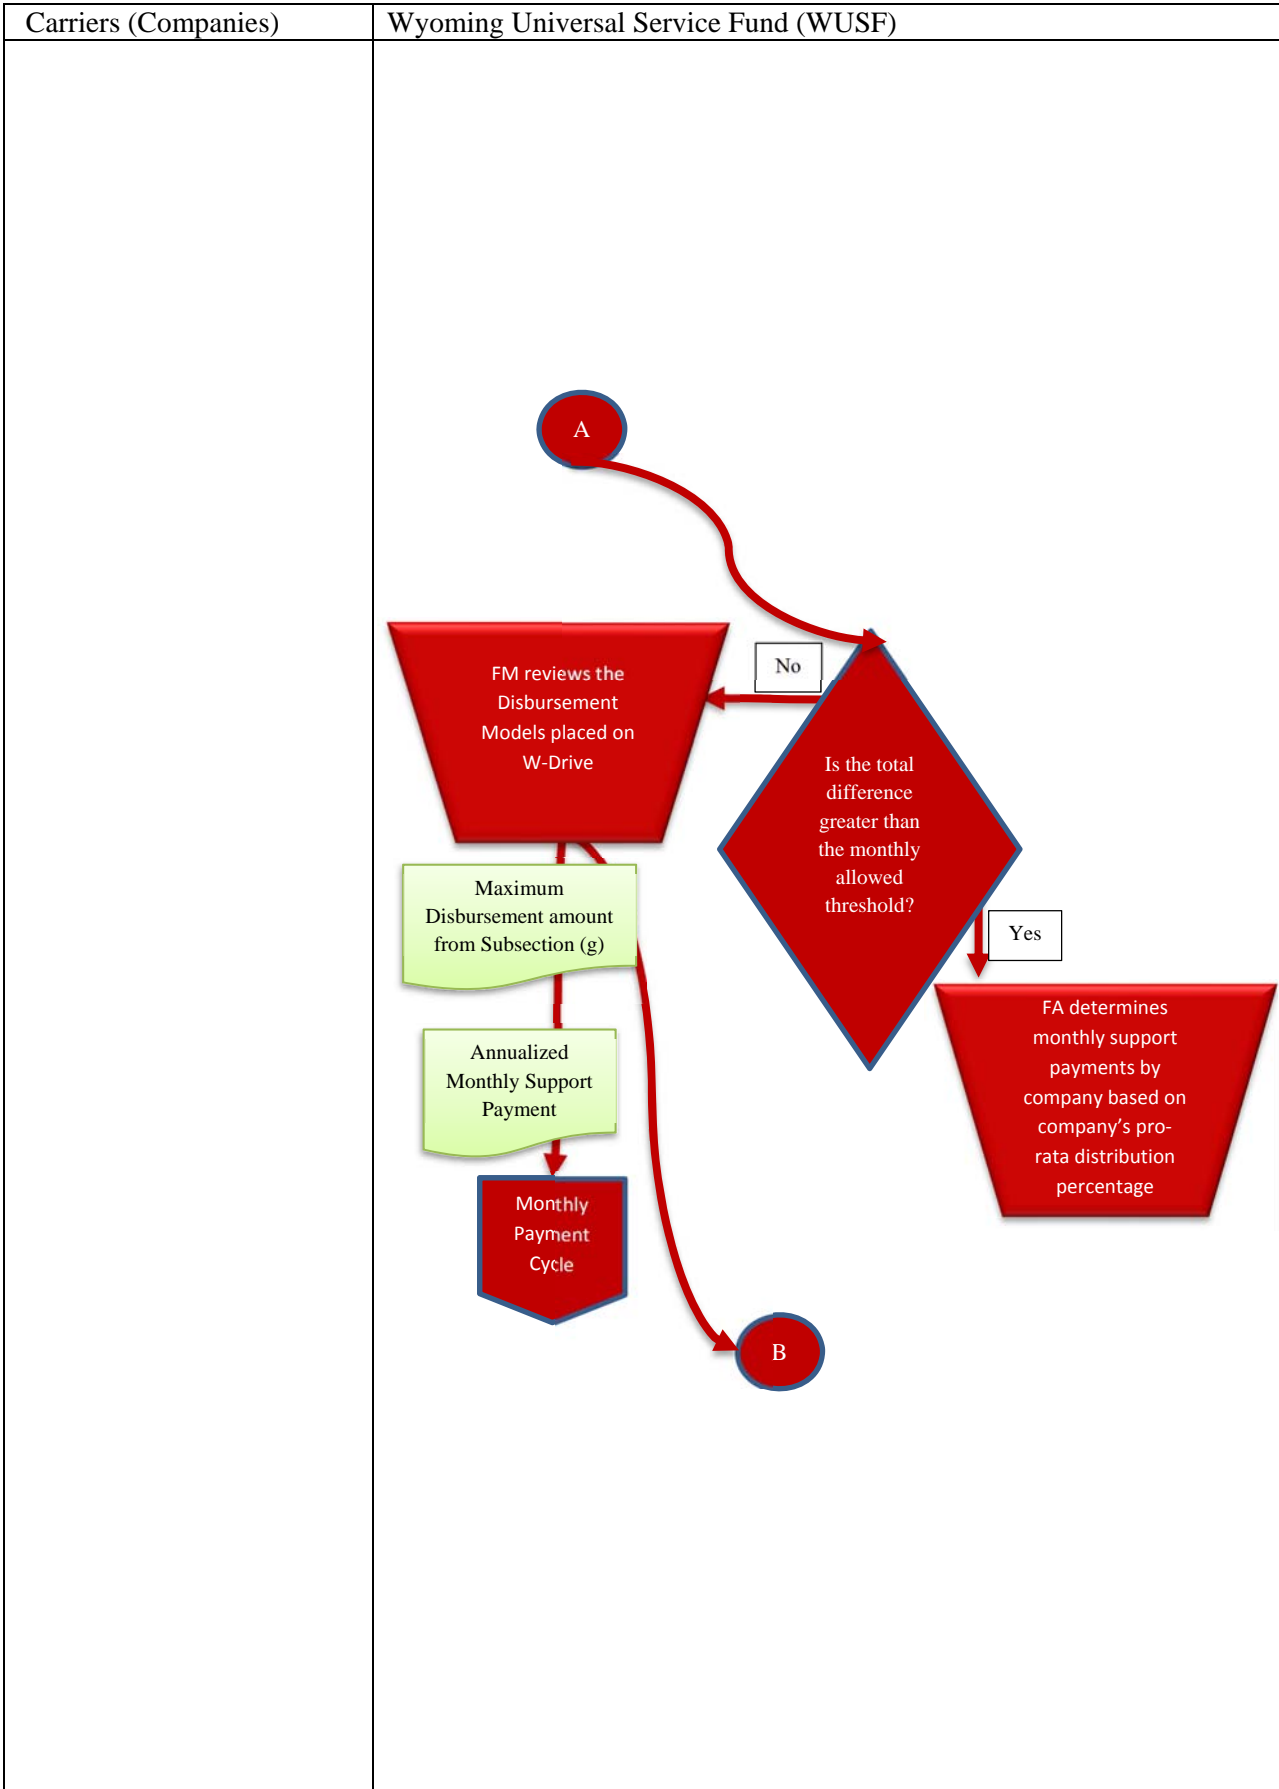 Carriers (Companies)
Wyoming Universal Service Fund (WUSF)
A
No
FM reviews the
Disbursement
Models placed on
W-Drive
Is the total
difference
greater than
the monthly
allowed
threshold?
Maximum
Disbursement amount
from Subsection (g)
Yes
FA determines
monthly support
payments by
company based on
company's pro-
rata distribution
percentage
Annualized
Monthly Support
Payment
Monthly
Payment
Cycle
B